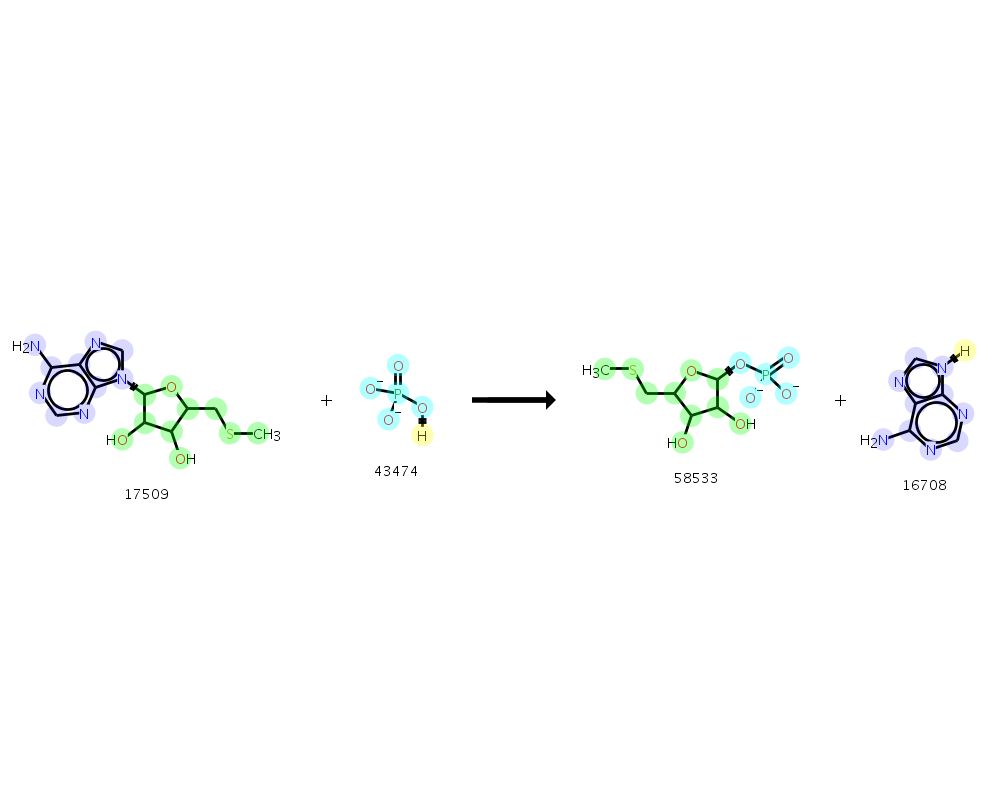 H2N N N N N O HO OH S CH3
17509
+
O O− P O− O H
43474
H3C S O O P O O− O− OH HO
58533
+
H N N N N H2N
16708